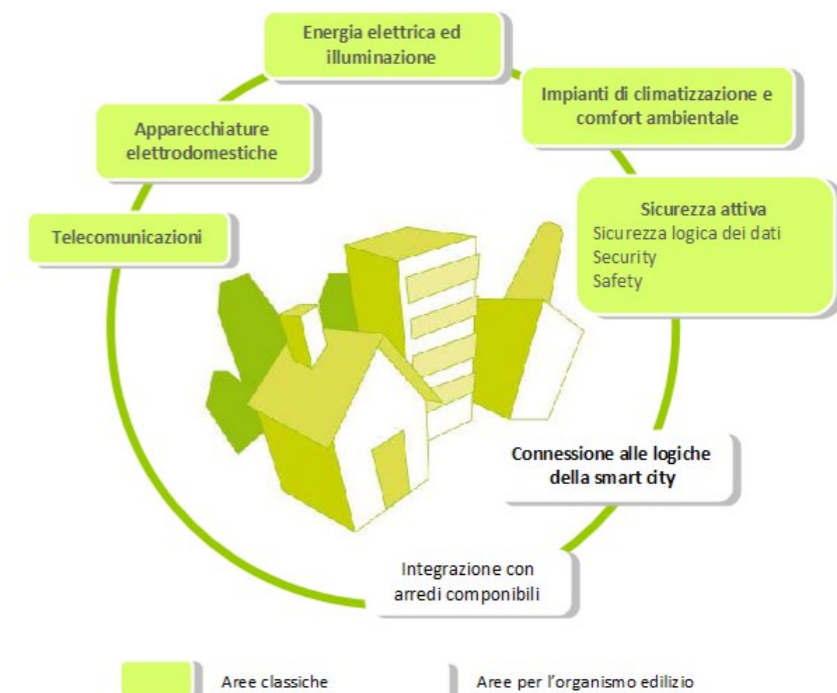 Energia elettrica ed
illuminazione
Impianti di climatizzazione e
comfort ambientale
Apparecchiature
elettrodomestiche
Sicurezza attiva
Sicurezza logica dei dati
Security
Safety
Telecomunicazioni
Connessione alle logiche
della smart city
Integrazione con
arredi componibili
Aree classiche
Aree per l'organismo edilizio